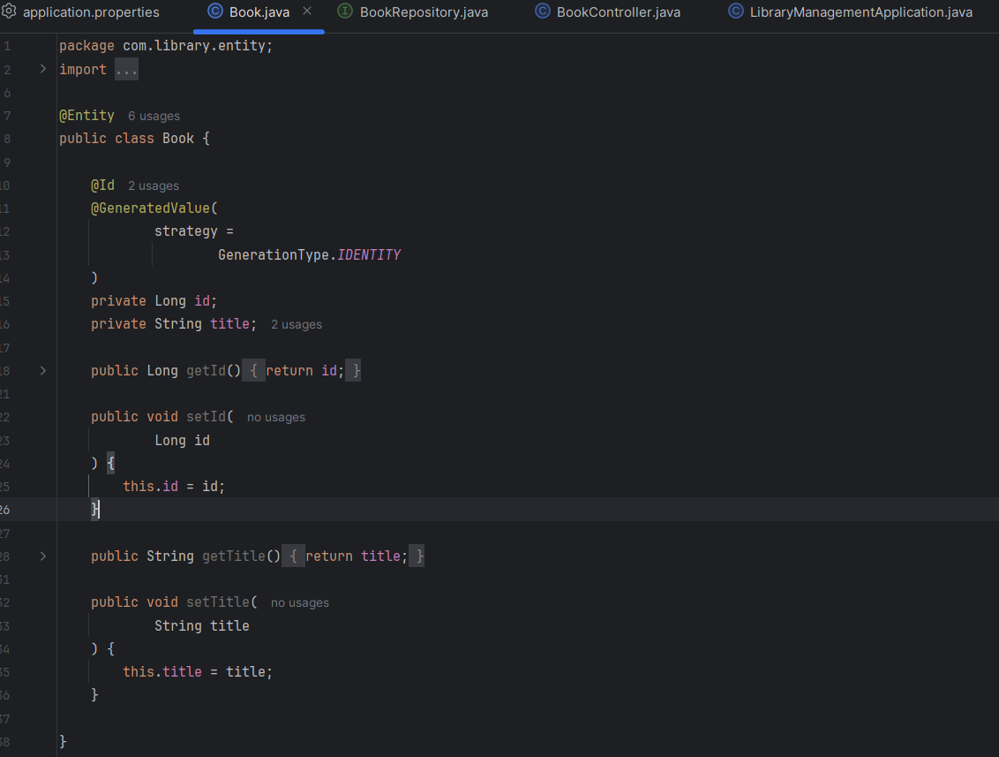 application.properties Book.java BookRepository.java BookController.java LibraryManagementApplication.java
1 package com.library.entity;
2 import ...
6
7 @Entity 6 usages
8 public class Book {
9
10 @Id 2 usages
11 @GeneratedValue(
12 strategy =
13 GenerationType.IDENTITY
14 )
15 private Long id;
16 private String title; 2 usages
17
18 public Long getId() { return id; }
21
22 public void setId( no usages
23 Long id
24 ) {
25 this.id = id;
26 }
27
28 public String getTitle() { return title; }
31
32 public void setTitle( no usages
33 String title
34 ) {
35 this.title = title;
36 }
37
38 }